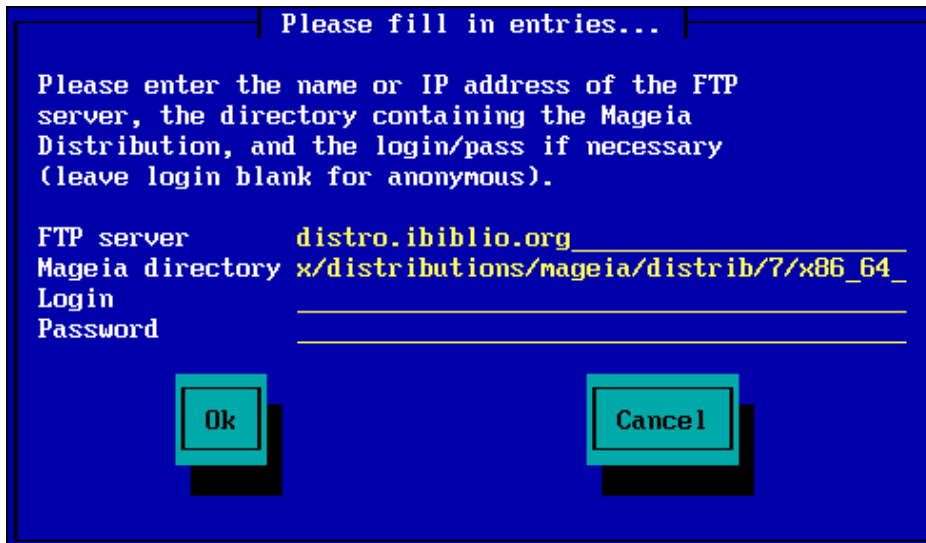 Please fill in entries...
Please enter the name or IP address of the FTP
server, the directory containing the Mageia
Distribution, and the login/pass if necessary
(leave login blank for anonymous).
FTP server distro.ibiblio.org
Mageia directory x/distributions/mageia/distrib/7/x86_64_
Login
Password
Ok Cancel